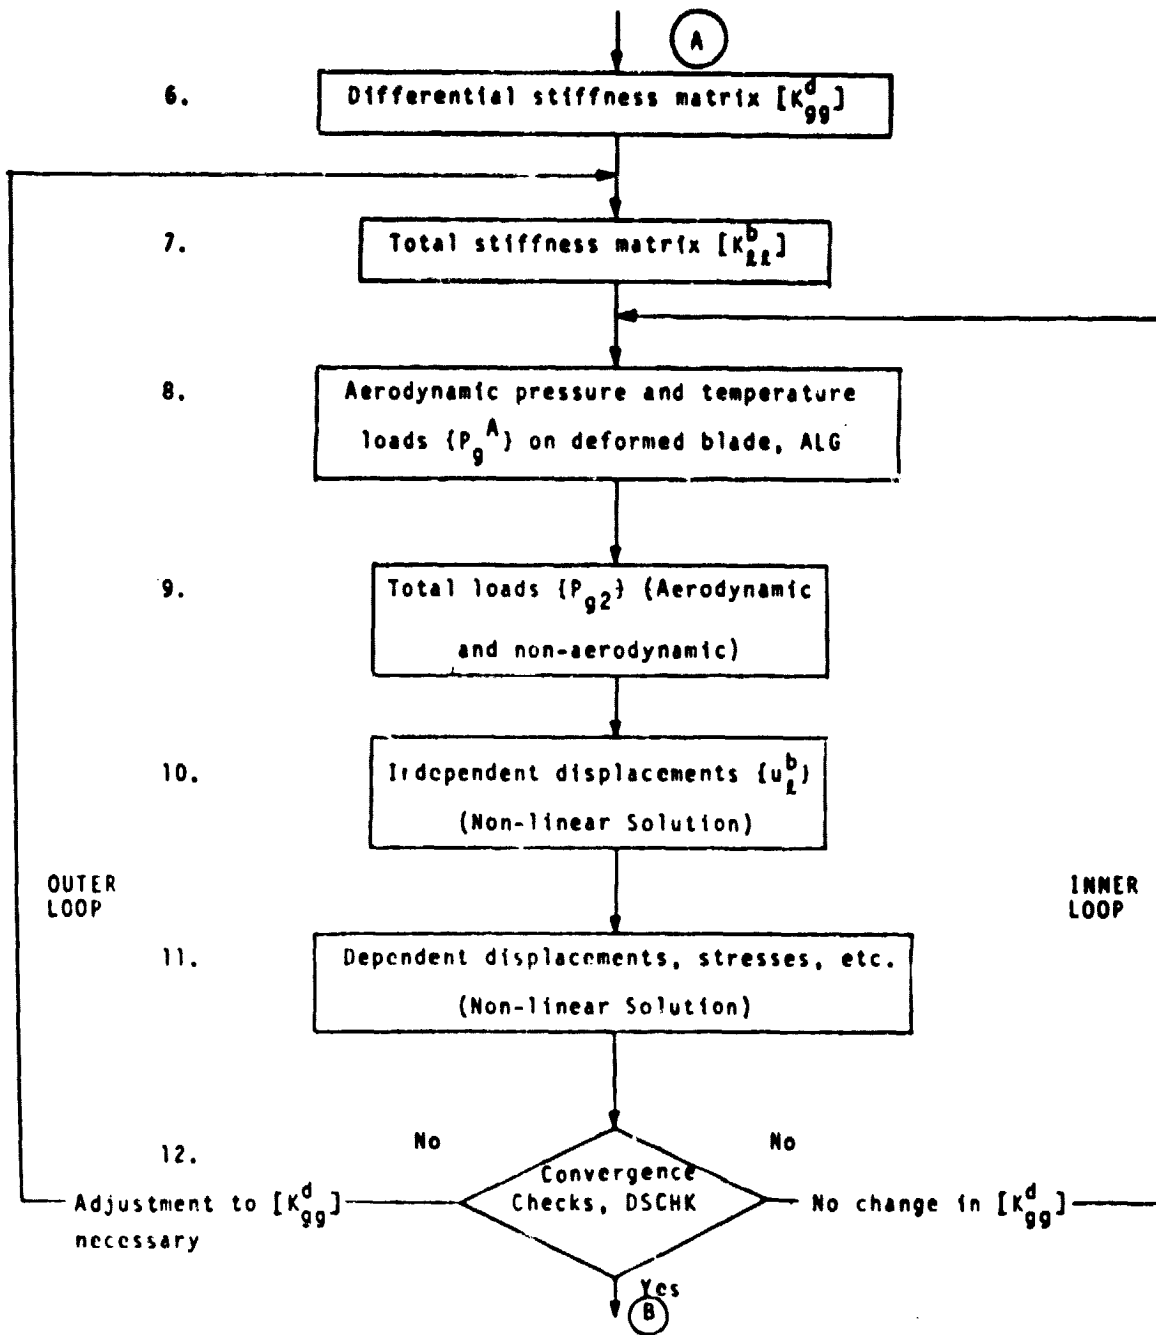 A
6. Differential stiffness matrix [K^d_gg]
7. Total stiffness matrix [K^b_ℓℓ]
8. Aerodynamic pressure and temperature
loads {P_g^A} on deformed blade, ALG
9. Total loads {P_g2} (Aerodynamic
and non-aerodynamic)
10. Independent displacements {u^b_ℓ}
(Non-linear Solution)
OUTER
LOOP
INNER
LOOP
11. Dependent displacements, stresses, etc.
(Non-linear Solution)
No
No
12.
Convergence
Checks, DSCHK
Adjustment to [K^d_gg]
necessary
No change in [K^d_gg]
Yes
B